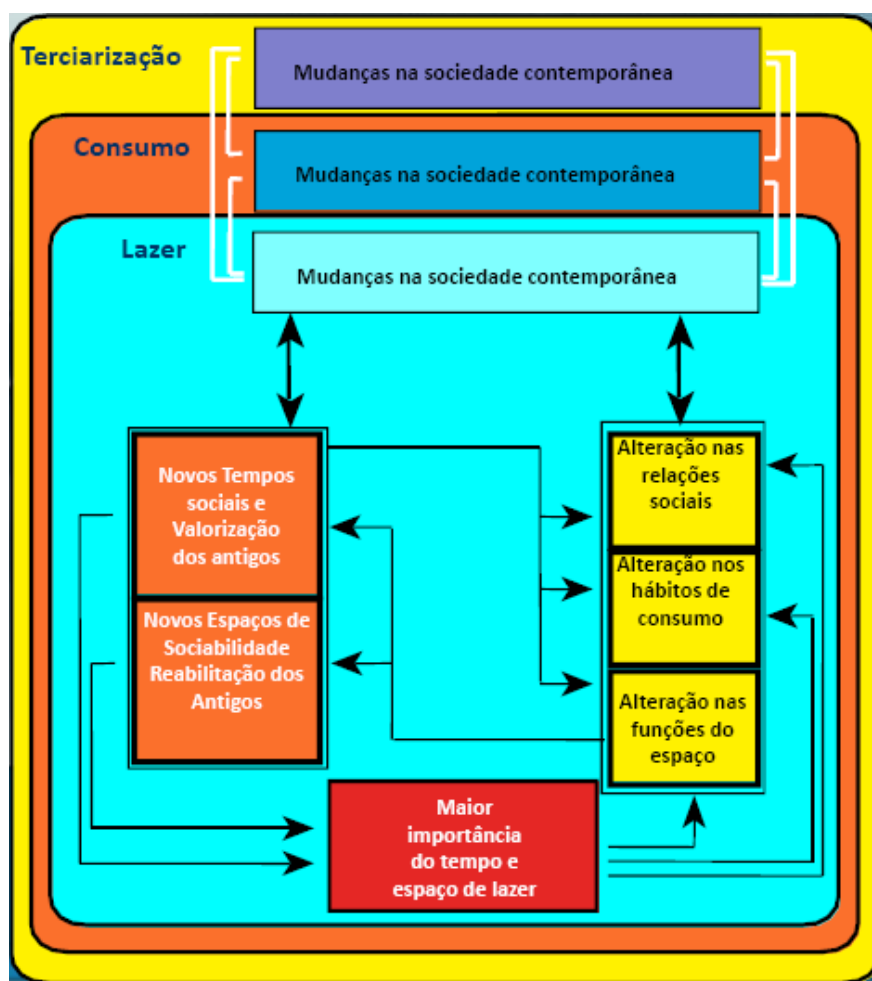 Terciarização
Mudanças na sociedade contemporânea
Consumo
Mudanças na sociedade contemporânea
Lazer
Mudanças na sociedade contemporânea
Novos Tempos
sociais e
Valorização
dos antigos
Novos Espaços de
Sociabilidade
Reabilitação dos
Antigos
Alteração nas
relações
sociais
Alteração nos
hábitos de
consumo
Alteração nas
funções do
espaço
Maior
importância
do tempo e
espaço de lazer